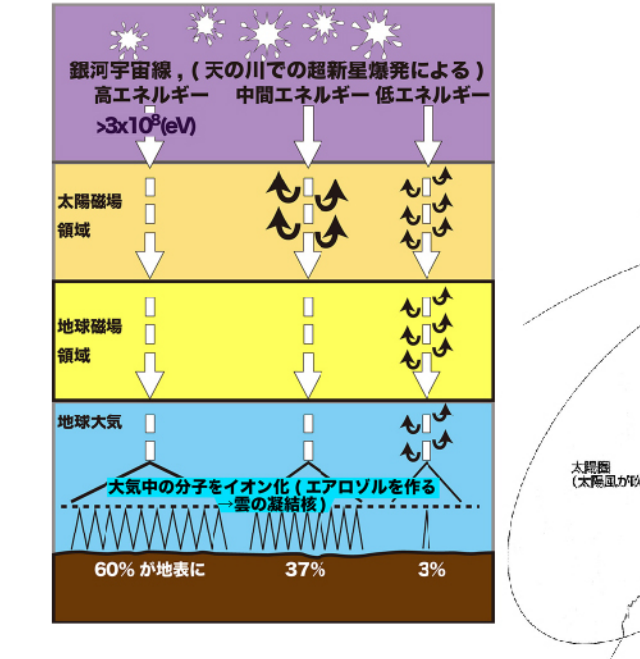 銀河宇宙線，( 天の川での超新星爆発による )
高エネルギー 中間エネルギー 低エネルギー
>3x10⁸(eV)
太陽磁場
領域
地球磁場
領域
地球大気
大気中の分子をイオン化 ( エアロゾルを作る
→雲の凝結核 )
60% が地表に 37% 3%
太陽圏
(太陽風が吹